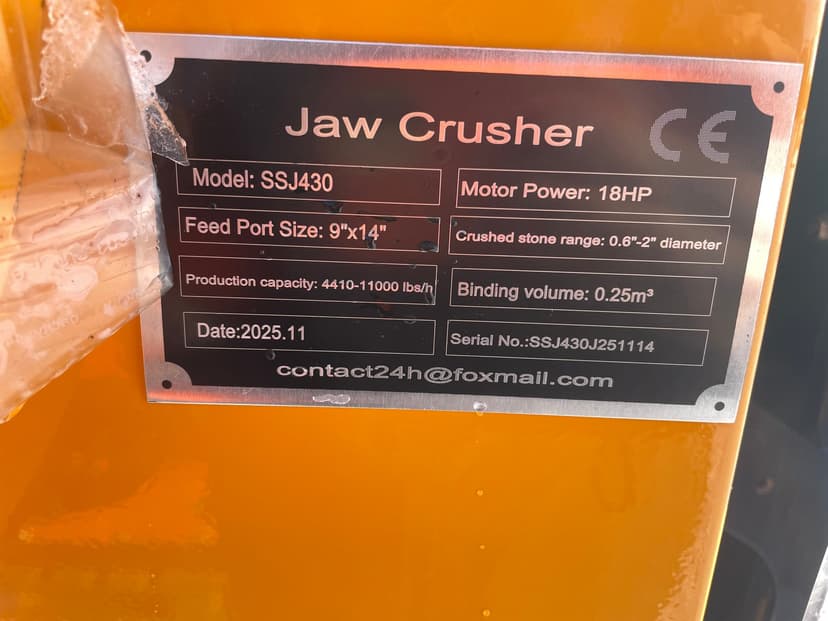 Jaw Crusher CE
Model: SSJ430
Motor Power: 18HP
Feed Port Size: 9"x14"
Crushed stone range: 0.6"-2" diameter
Production capacity: 4410-11000 lbs/h
Binding volume: 0.25m³
Date:2025.11
Serial No.:SSJ430J251114
contact24h@foxmail.com